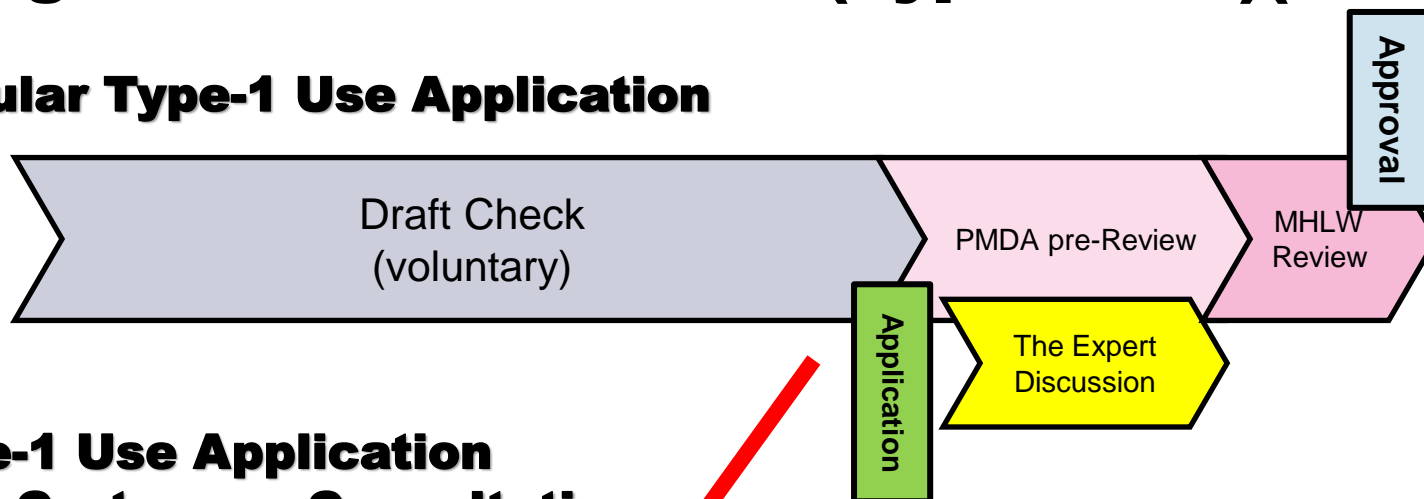 ular Type-1 Use Application
Approval
Draft Check
(voluntary)
PMDA pre-Review
MHLW
Review
Application
The Expert
Discussion
e-1 Use Application